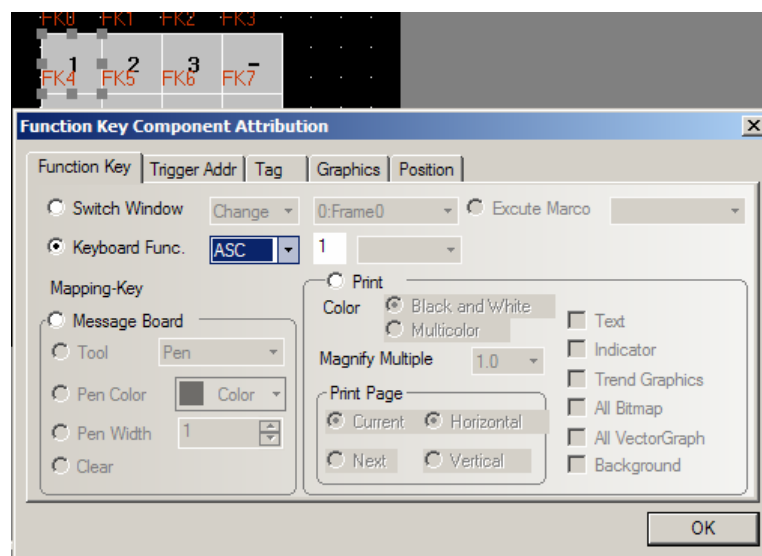 FK0 FK1 FK2 FK3
1 2 3 -
FK4 FK5 FK6 FK7
Function Key Component Attribution
Function Key Trigger Addr Tag Graphics Position
Switch Window Change 0:Frame0 Excute Marco
Keyboard Func. ASC 1
Mapping-Key
Print
Message Board
Color Black and White
Multicolor
Text
Tool Pen
Magnify Multiple 1.0
Indicator
Trend Graphics
Pen Color Color
Print Page
All Bitmap
Current Horizontal
Pen Width 1
All VectorGraph
Clear
Next Vertical
Background
OK